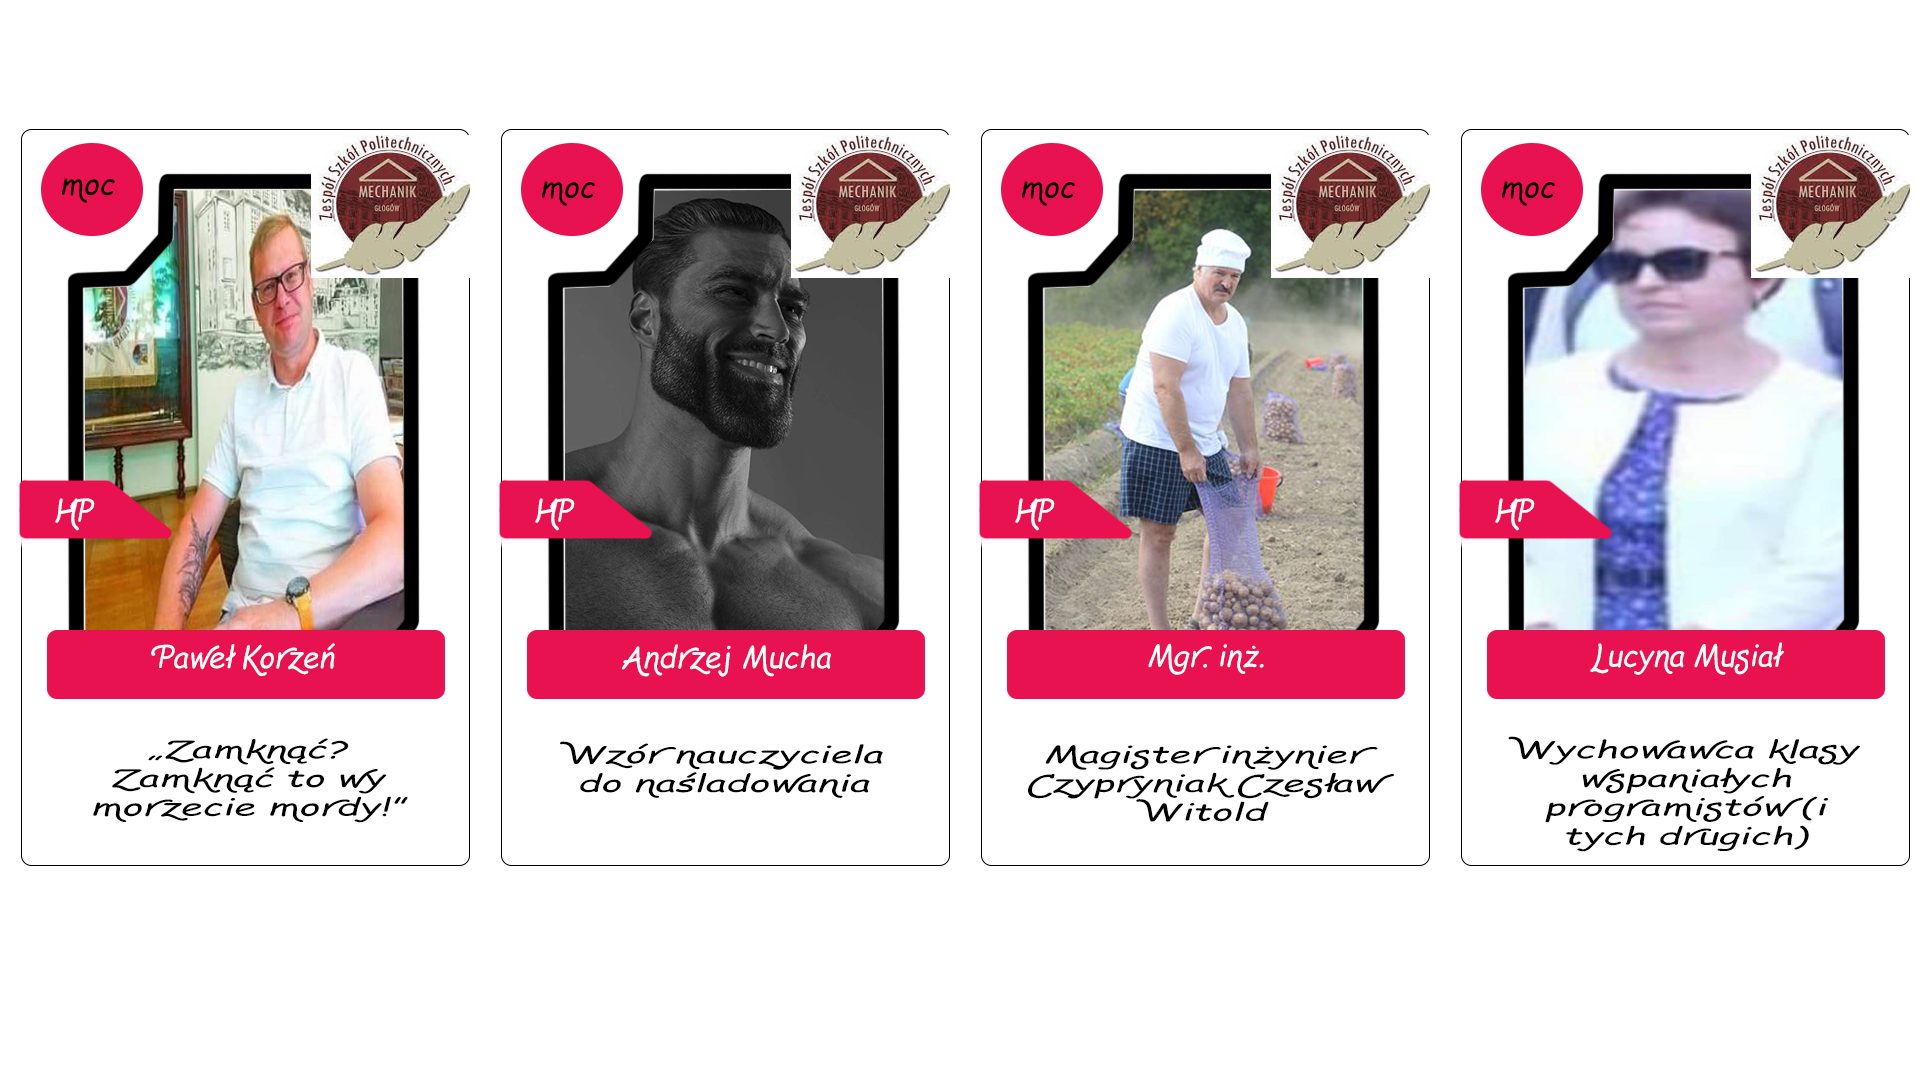 moc
Zespół Szkół Politechnicznych
MECHANIK
GŁOGÓW
HP
Paweł Korzeń
„Zamknąć?
Zamknąć to wy
morzecie mordy!“
moc
Zespół Szkół Politechnicznych
MECHANIK
GŁOGÓW
HP
Andrzej Mucha
Wzór nauczyciela
do naśladowania
moc
Zespół Szkół Politechnicznych
MECHANIK
GŁOGÓW
HP
Mgr. inż.
Magister inżynier
Czypryniak Czesław
Witold
moc
Zespół Szkół Politechnicznych
MECHANIK
GŁOGÓW
HP
Lucyna Musiał
Wychowawca klasy
wspaniałych
programistów (i
tych drugich)